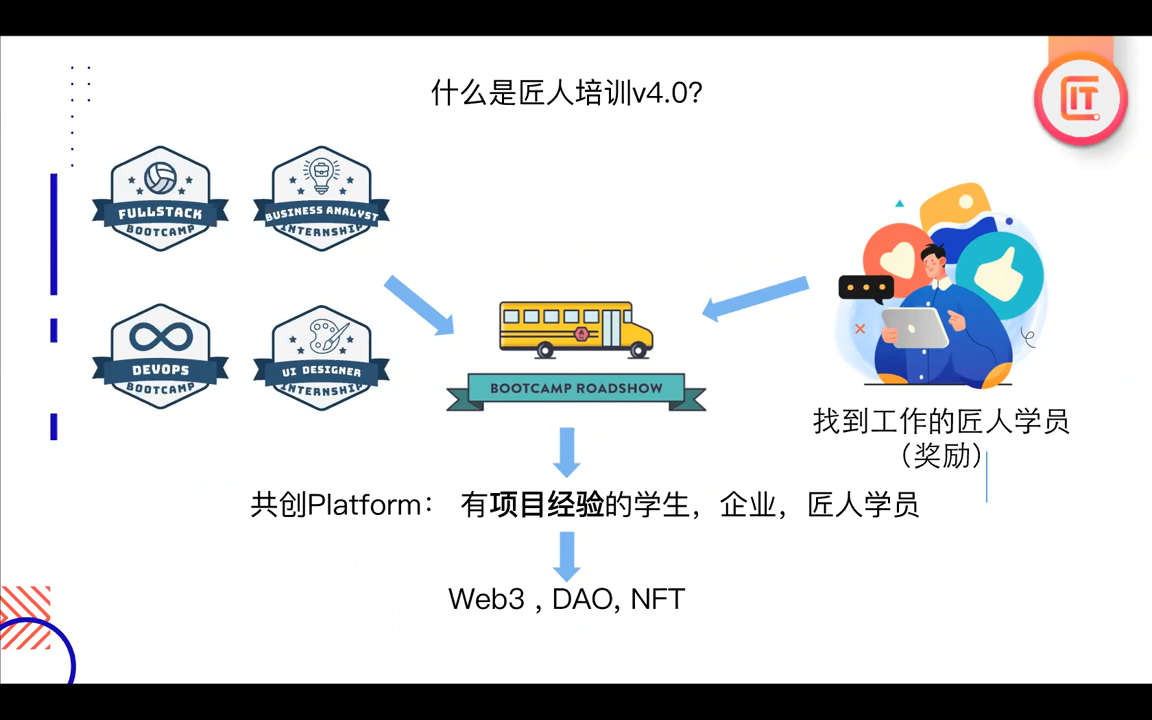 什么是匠人培训v4.0？
IT
FULLSTACK
BOOTCAMP
BUSINESS ANALYST
INTERNSHIP
DEVOPS
BOOTCAMP
UI DESIGNER
INTERNSHIP
BOOTCAMP ROADSHOW
找到工作的匠人学员
（奖励）
共创Platform： 有项目经验的学生，企业，匠人学员
Web3 , DAO, NFT